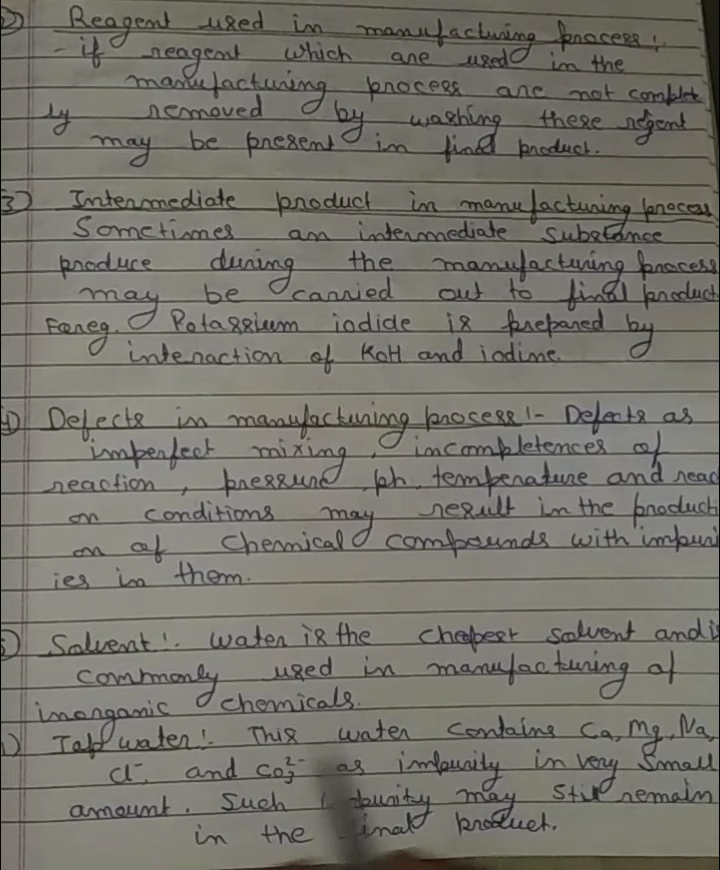 2) Reagent used in manufacturing process :
- if reagent which are used in the
manufacturing process are not complet
ly removed by washing these regent
may be present in final product.
3) Intermediate product in manufacturing process
Sometimes an intermediate substance
produce during the manufacturing process
may be carried out to final product
Foreg. Potassium iodide is prepared by
interaction of KOH and iodine.
4) Defects in manufacturing process :- Defects as
imperfect mixing, incompletences of
reaction, pressure, ph, temperature and reac
on conditions may result in the product
on of chemical compounds with impuri
ies in them.
5) Solvent :- water is the cheapest solvent and is
commonly used in manufacturing of
inorganic chemicals.
1) Tap water :- This water contains Ca, Mg, Na,
Cl⁻, and CO₃²⁻ as impurity in very small
amount. Such may still remain
in the product.